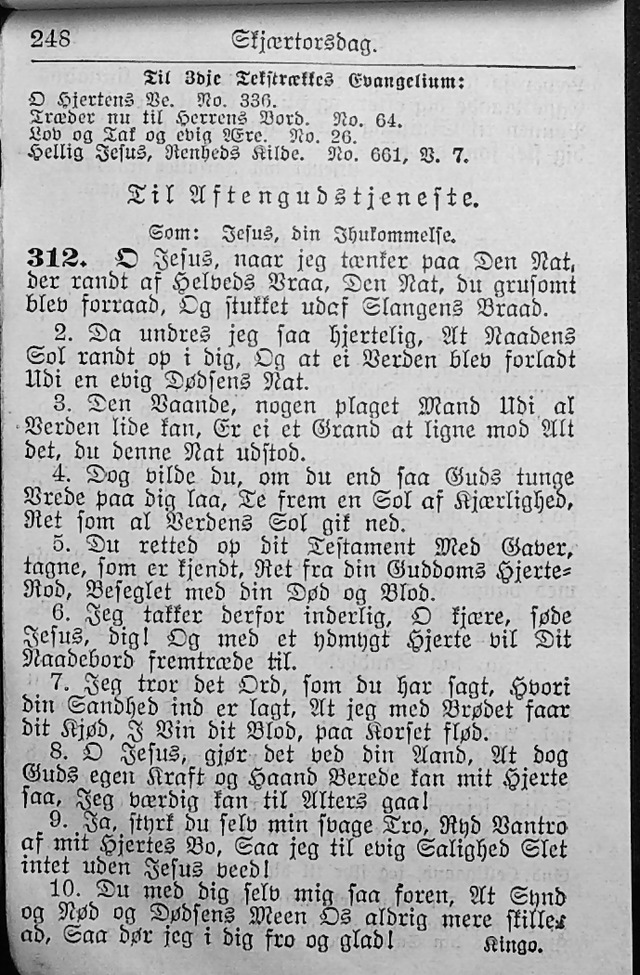 248 Skjærtorsdag.
Til 3dje Tekstrækkes Evangelium:
O Hjertens Ve. No. 336.
Træder nu til Herrens Bord. No. 64.
Lov og Tak og evig Ære. No. 26.
Hellig Jesus, Renheds Kilde. No. 661, V. 7.
Til Aftengudstjeneste.
Som: Jesus, din Ihukommelse.
312. O Jesus, naar jeg tænker paa Den Nat,
der randt af Helveds Vraa, Den Nat, du grusomt
blev forraad, Og stukket udaf Slangens Braad.
2. Da undres jeg saa hjertelig, At Naadens
Sol randt op i dig, Og at ei Verden blev forladt
Udi en evig Dødsens Nat.
3. Den Vaande, nogen plaget Mand Udi al
Verden lide kan, Er ei et Grand at ligne mod Alt
det, du denne Nat udstod.
4. Dog vilde du, om du end saa Guds tunge
Vrede paa dig laa, Te frem en Sol af Kjærlighed,
Ret som al Verdens Sol gik ned.
5. Du retted op dit Testament Med Gaver,
tagne, som er kjendt, Ret fra din Guddoms Hjerte-
Rod, Beseglet med din Død og Blod.
6. Jeg takker derfor inderlig, O kjære, søde
Jesus, dig! Og med et ydmygt Hjerte vil Dit
Naadebord fremtræde til.
7. Jeg tror det Ord, som du har sagt, Hvori
din Sandhed ind er lagt, At jeg med Brødet faar
dit Kjød, I Vin dit Blod, paa Korset flød.
8. O Jesus, gjør det ved din Aand, At dog
Guds egen Kraft og Haand Berede kan mit Hjerte
saa, Jeg værdig kan til Alters gaa!
9. Ja, styrk du selv min svage Tro, Ryd Vantro
af mit Hjertes Bo, Saa jeg til evig Salighed Slet
intet uden Jesus veed!
10. Du med dig selv mig saa foren, At Synd
og Nød og Dødsens Meen Os aldrig mere skiller
ad, Saa dør jeg i dig fro og glad! Kingo.